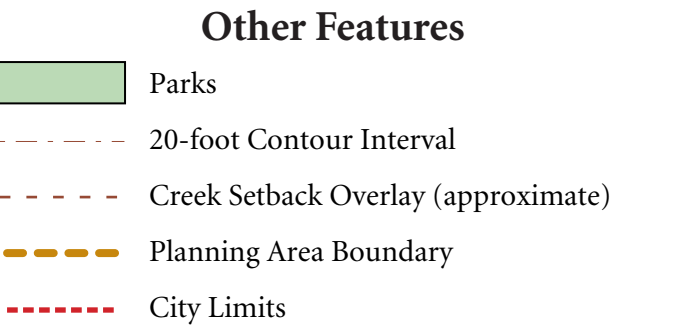 Other Features
Parks
20-foot Contour Interval
Creek Setback Overlay (approximate)
Planning Area Boundary
City Limits